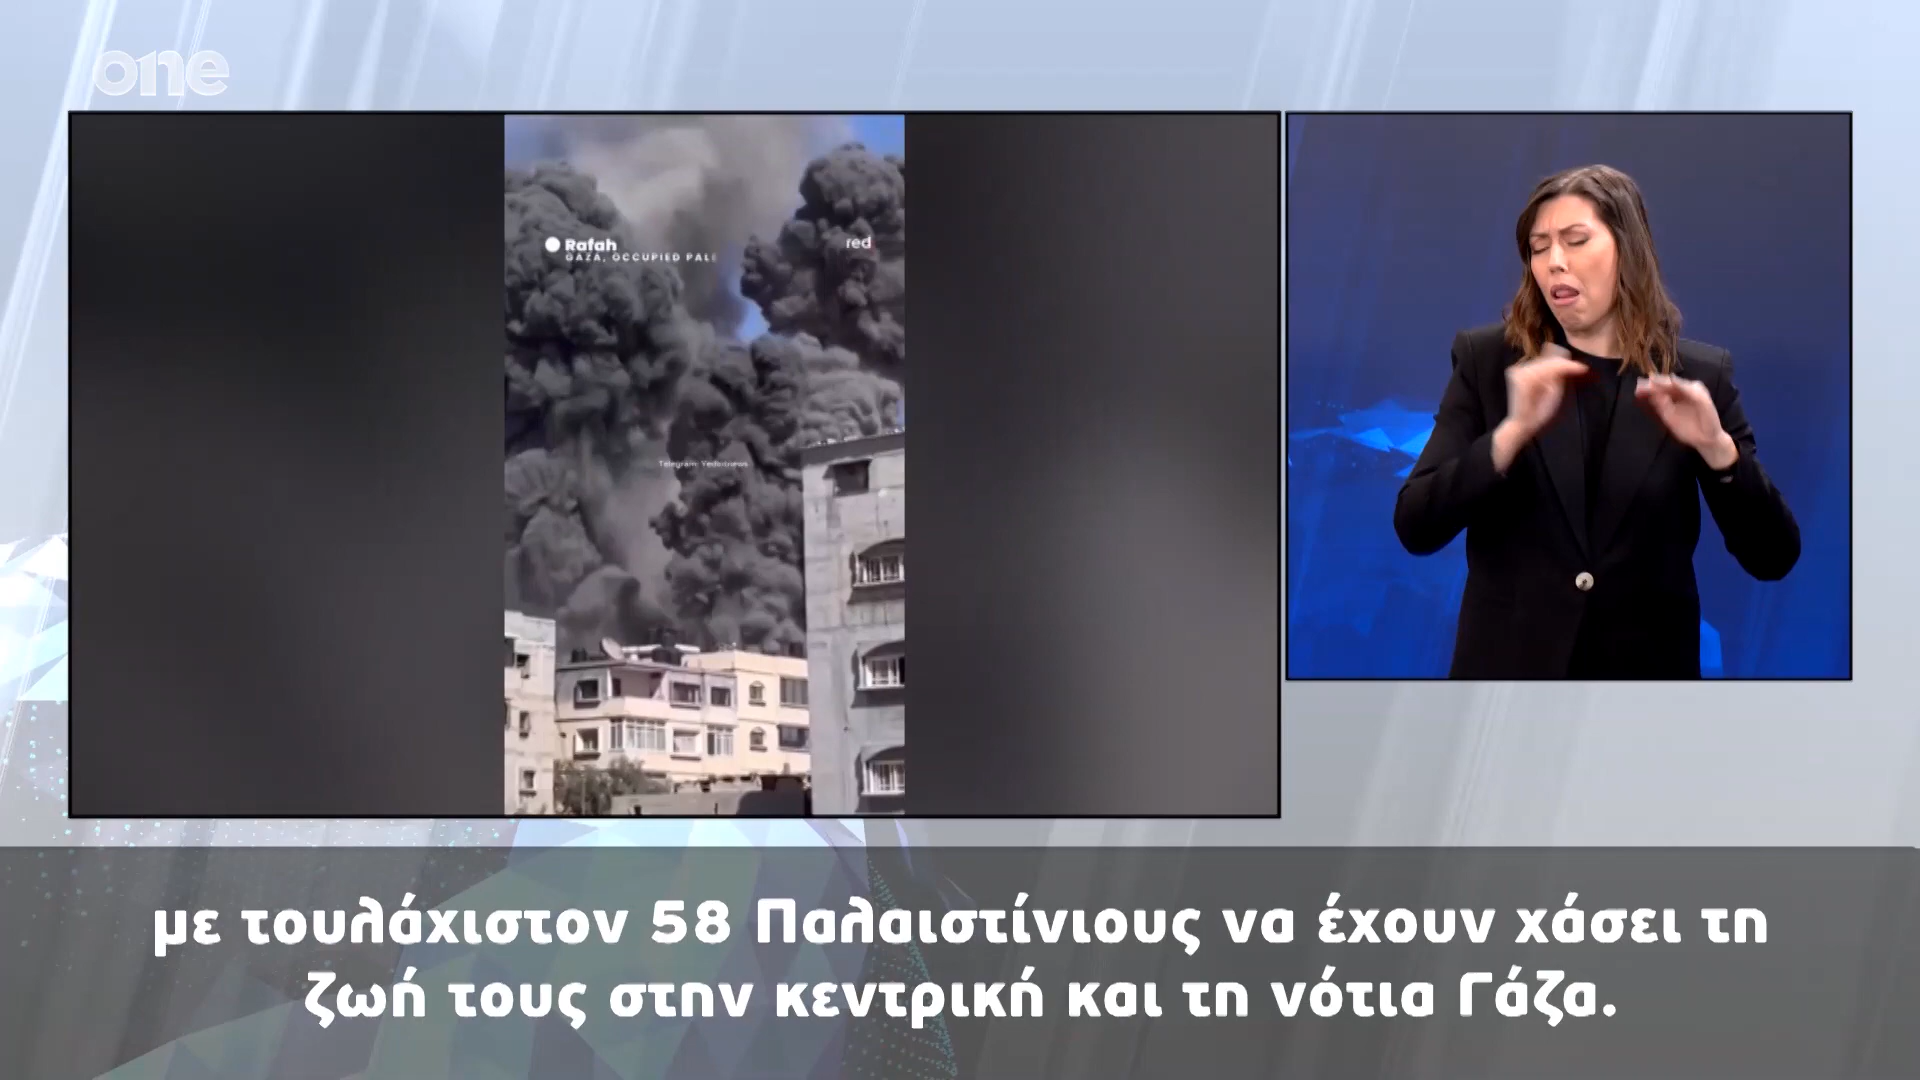 one
Rafah
GAZA, OCCUPIED PALE
red
με τουλάχιστον 58 Παλαιστίνιους να έχουν χάσει τη
ζωή τους στην κεντρική και τη νότια Γάζα.